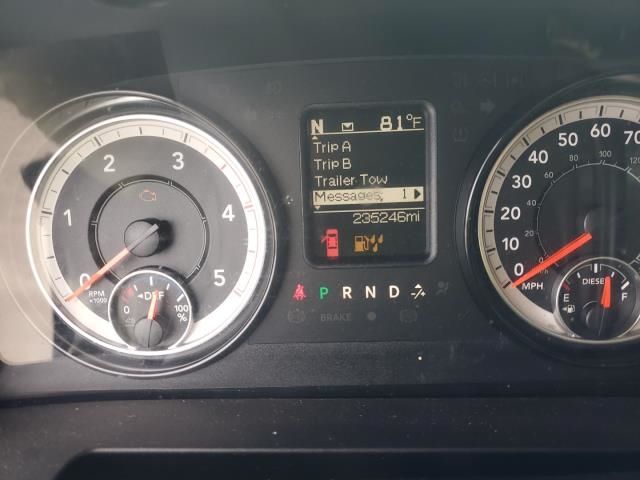 N 81°F
Trip A
Trip B
Trailer Tow
Messages 1
235246mi
P R N D
BRAKE
0 1 2 3 4 5
RPM
x1000
DEF
0 100
%
0 10 20 30 40 50 60 70
100 120
MPH
DIESEL
E F